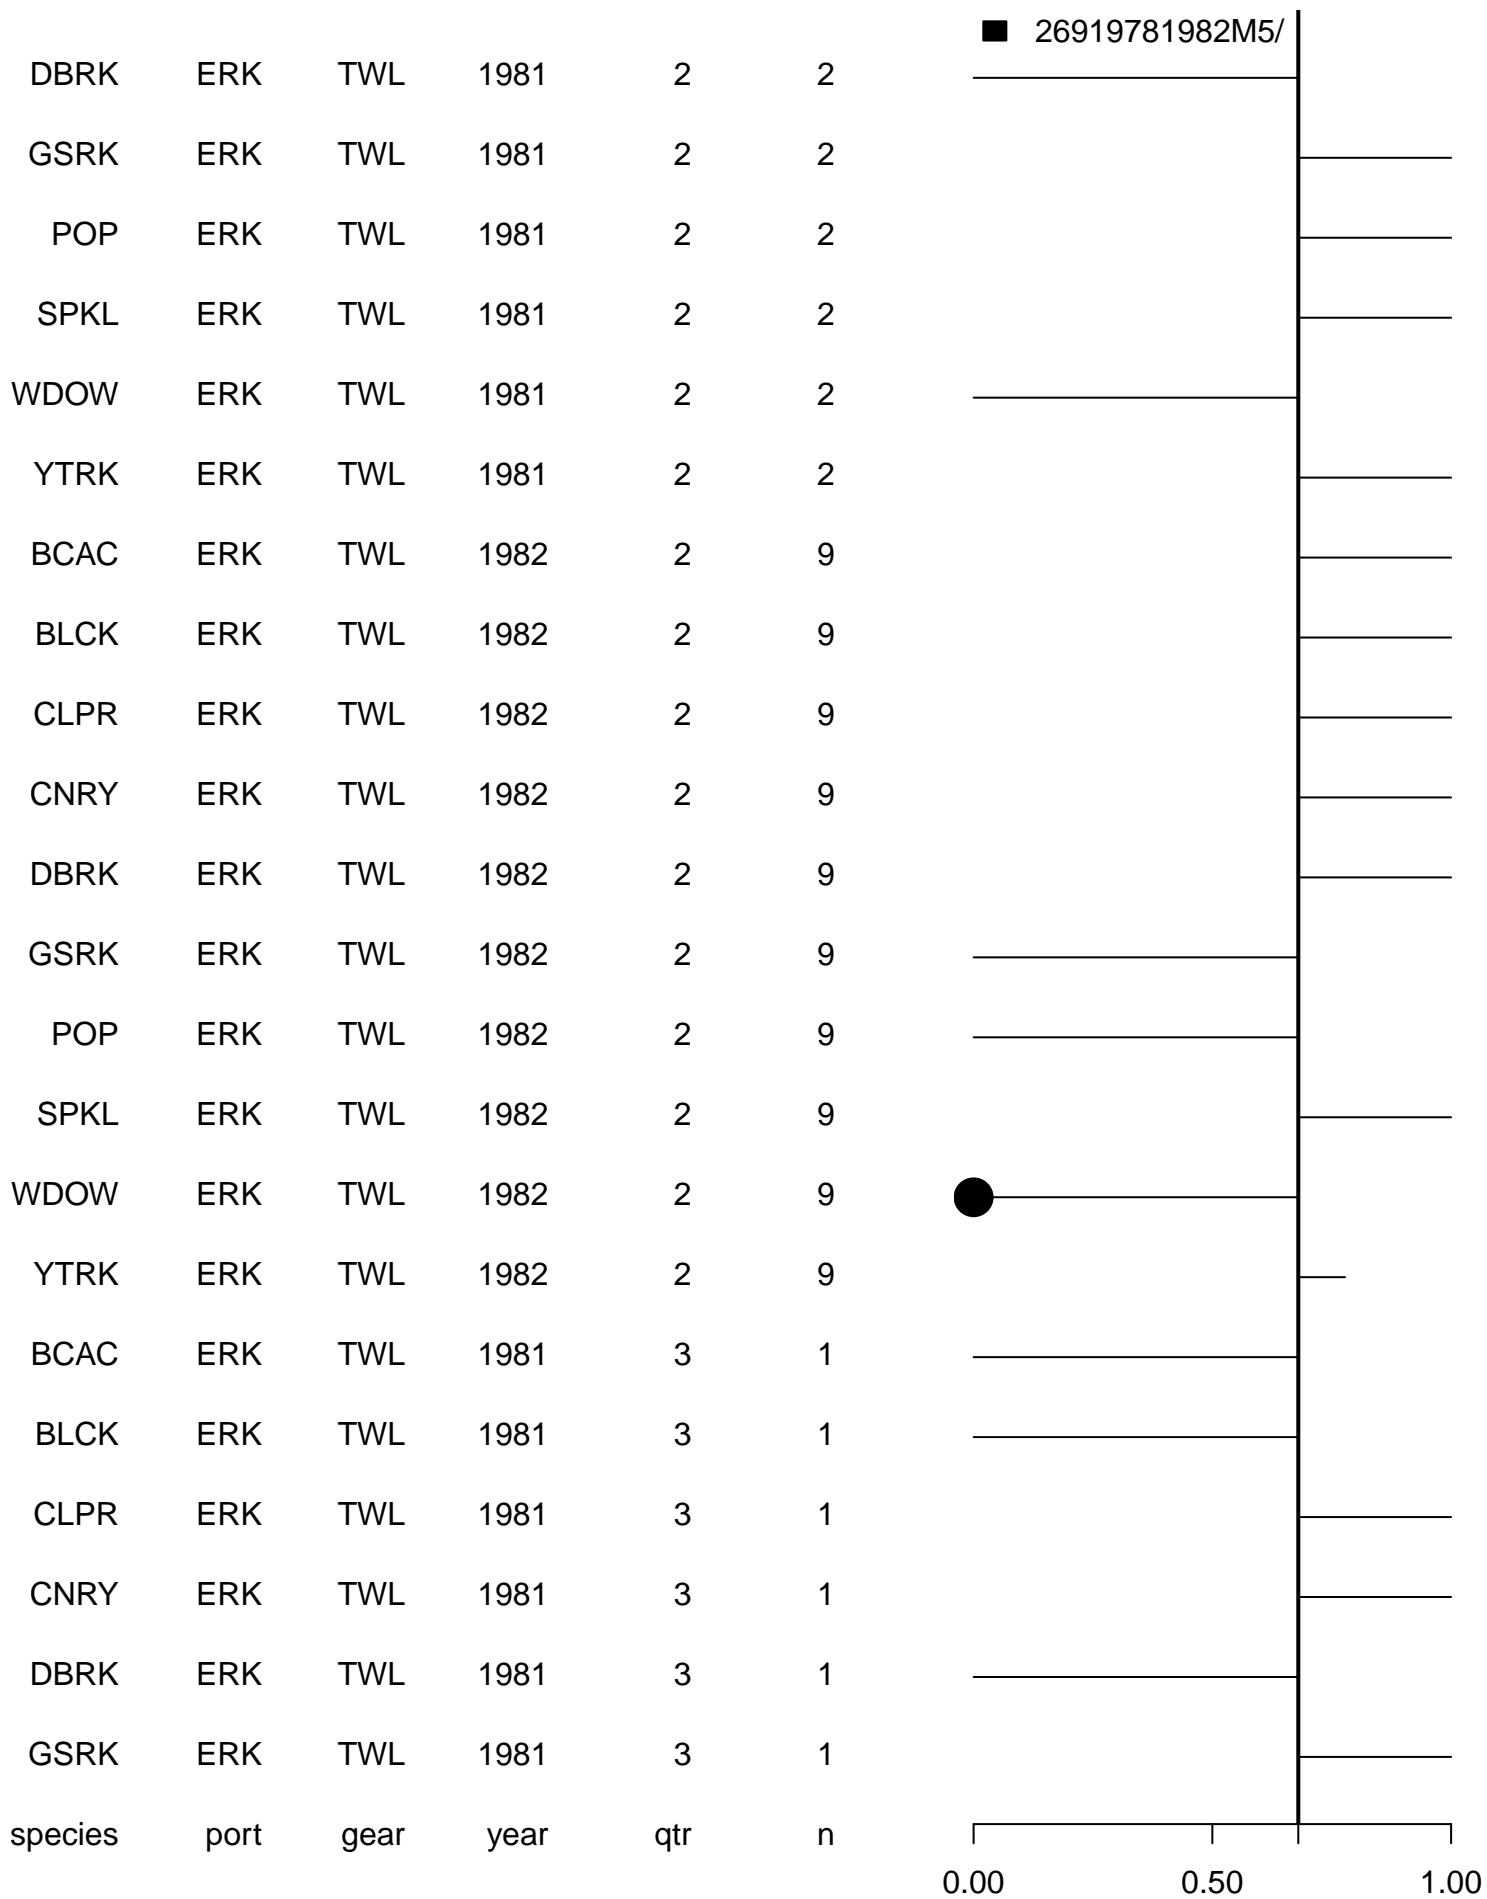 26919781982M5/
DBRK ERK TWL 1981 2 2
GSRK ERK TWL 1981 2 2
POP ERK TWL 1981 2 2
SPKL ERK TWL 1981 2 2
WDOW ERK TWL 1981 2 2
YTRK ERK TWL 1981 2 2
BCAC ERK TWL 1982 2 9
BLCK ERK TWL 1982 2 9
CLPR ERK TWL 1982 2 9
CNRY ERK TWL 1982 2 9
DBRK ERK TWL 1982 2 9
GSRK ERK TWL 1982 2 9
POP ERK TWL 1982 2 9
SPKL ERK TWL 1982 2 9
WDOW ERK TWL 1982 2 9
YTRK ERK TWL 1982 2 9
BCAC ERK TWL 1981 3 1
BLCK ERK TWL 1981 3 1
CLPR ERK TWL 1981 3 1
CNRY ERK TWL 1981 3 1
DBRK ERK TWL 1981 3 1
GSRK ERK TWL 1981 3 1
species port gear year qtr n
0.00 0.50 1.00